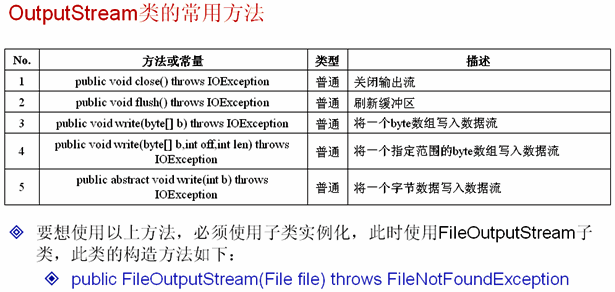 OutputStream类的常用方法
No. 方法或常量 类型 描述
1 public void close() throws IOException 普通 关闭输出流
2 public void flush() throws IOException 普通 刷新缓冲区
3 public void write(byte[] b) throws IOException 普通 将一个byte数组写入数据流
4 public void write(byte[] b,int off,int len) throws IOException 普通 将一个指定范围的byte数组写入数据流
5 public abstract void write(int b) throws IOException 普通 将一个字节数据写入数据流
要想使用以上方法，必须使用子类实例化，此时使用FileOutputStream子
类，此类的构造方法如下：
public FileOutputStream(File file) throws FileNotFoundException